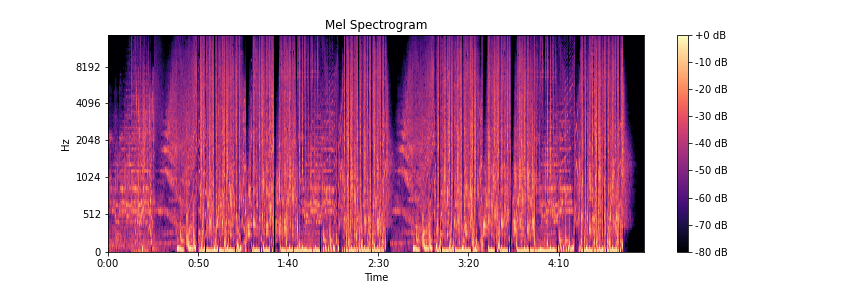 Mel Spectrogram
Hz
8192
4096
2048
1024
512
0
0:00 0:50 1:40 2:30 3:20 4:10
Time
+0 dB
-10 dB
-20 dB
-30 dB
-40 dB
-50 dB
-60 dB
-70 dB
-80 dB